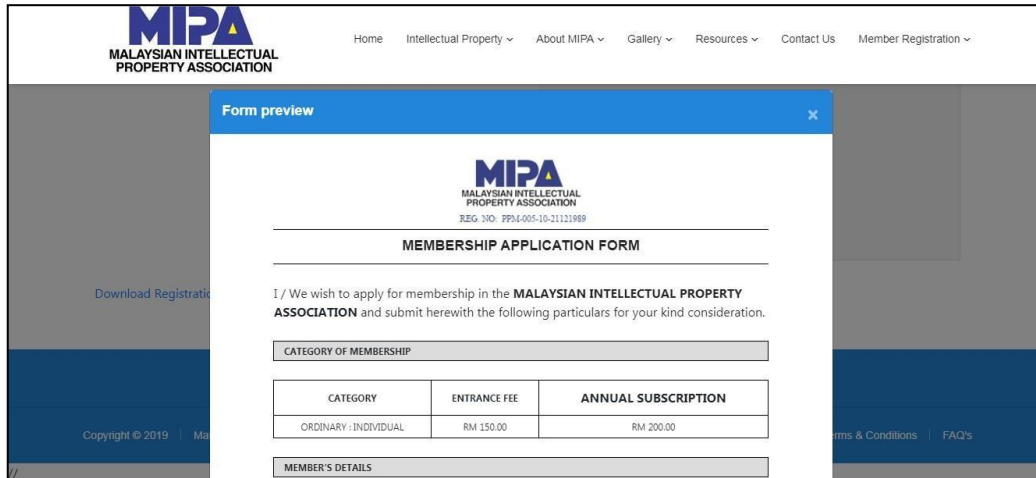 MIPA
MALAYSIAN INTELLECTUAL
PROPERTY ASSOCIATION
Home Intellectual Property About MIPA Gallery Resources Contact Us Member Registration
Form preview ×
MIPA
MALAYSIAN INTELLECTUAL
PROPERTY ASSOCIATION
REG. NO: PPM-005-10-21121989
MEMBERSHIP APPLICATION FORM
Download Registratio
I / We wish to apply for membership in the MALAYSIAN INTELLECTUAL PROPERTY
ASSOCIATION and submit herewith the following particulars for your kind consideration.
CATEGORY OF MEMBERSHIP
CATEGORY ENTRANCE FEE ANNUAL SUBSCRIPTION
ORDINARY : INDIVIDUAL RM 150.00 RM 200.00
Copyright © 2019 | Ma
rms & Conditions | FAQ's
MEMBER'S DETAILS
//